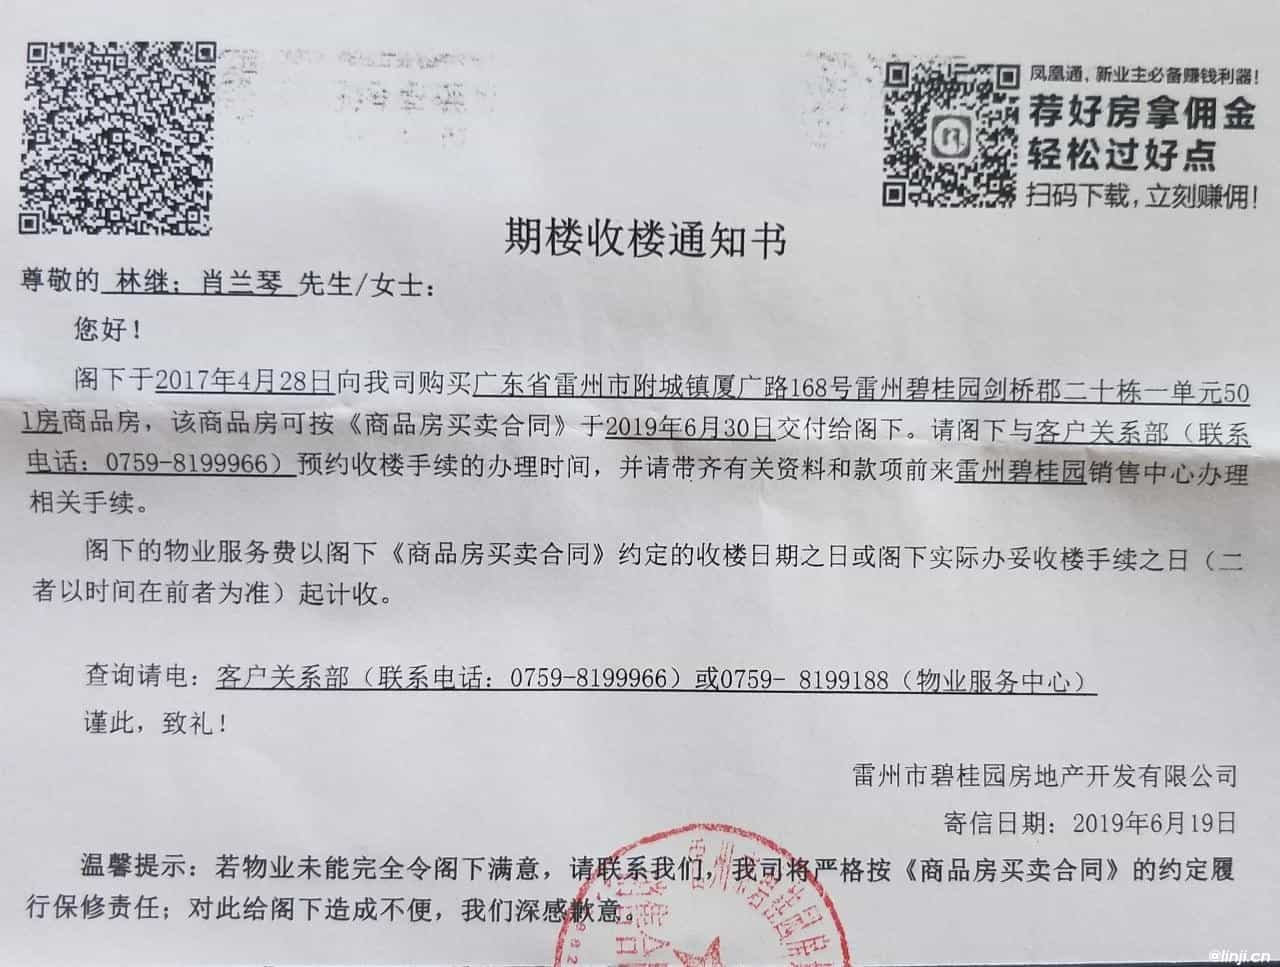 凤凰通，新业主必备赚钱利器！
荐好房拿佣金
轻松过好点
扫码下载，立刻赚佣！
期楼收楼通知书
尊敬的 林继；肖兰琴 先生/女士：
您好！
阁下于2017年4月28日向我司购买广东省雷州市附城镇厦广路168号雷州碧桂园剑桥郡二十栋一单元50
1房商品房，该商品房可按《商品房买卖合同》于2019年6月30日交付给阁下。请阁下与客户关系部（联系
电话：0759-8199966）预约收楼手续的办理时间，并请带齐有关资料和款项前来雷州碧桂园销售中心办理
相关手续。
阁下的物业服务费以阁下《商品房买卖合同》约定的收楼日期之日或阁下实际办妥收楼手续之日（二
者以时间在前者为准）起计收。
查询请电：客户关系部（联系电话：0759-8199966）或0759- 8199188（物业服务中心）
谨此，致礼！
雷州市碧桂园房地产开发有限公司
寄信日期：2019年6月19日
温馨提示：若物业未能完全令阁下满意，请联系我们，我司将严格按《商品房买卖合同》的约定履
行保修责任；对此给阁下造成不便，我们深感歉意。
@linji.cn